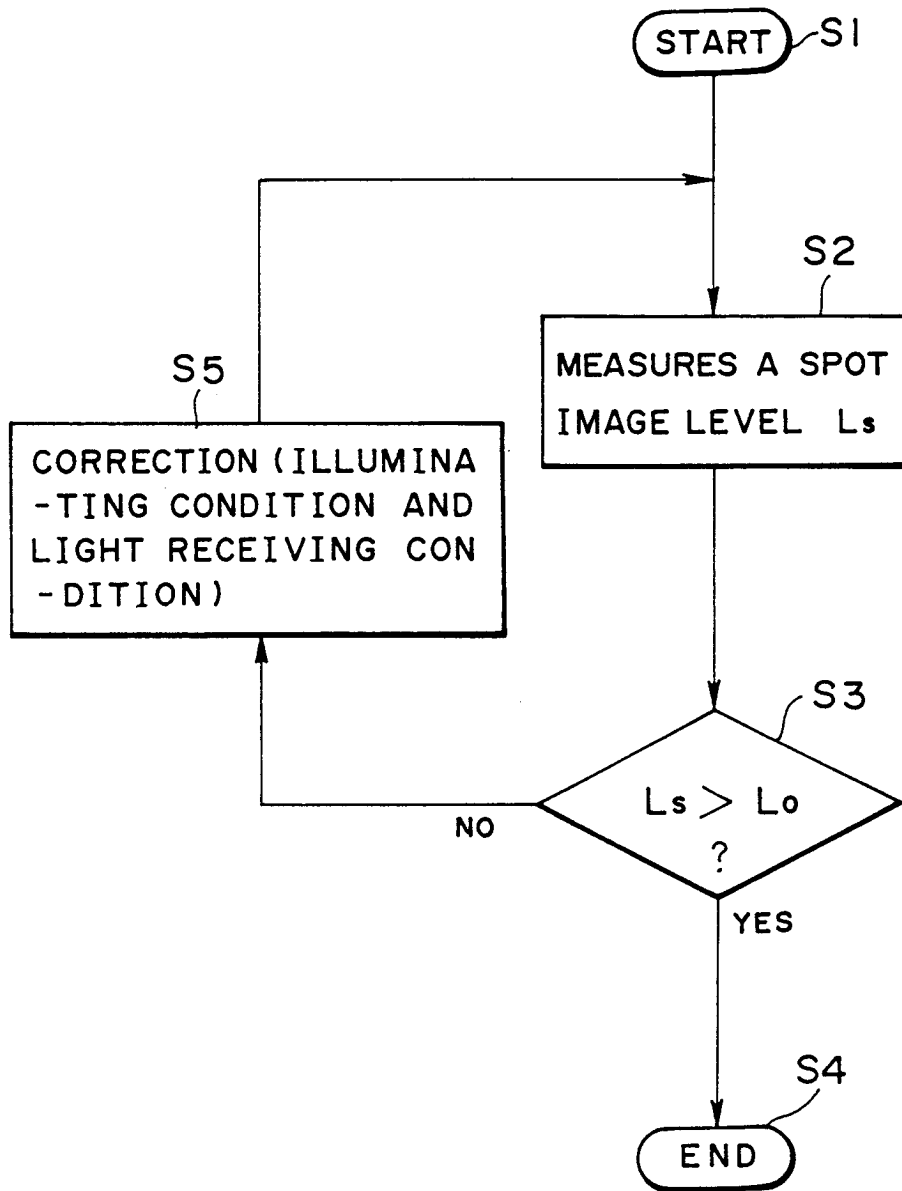 START
S1
S2
MEASURES A SPOT
IMAGE LEVEL Ls
S5
CORRECTION (ILLUMINA
-TING CONDITION AND
LIGHT RECEIVING CON
-DITION)
S3
Ls > Lo
?
NO
YES
S4
END